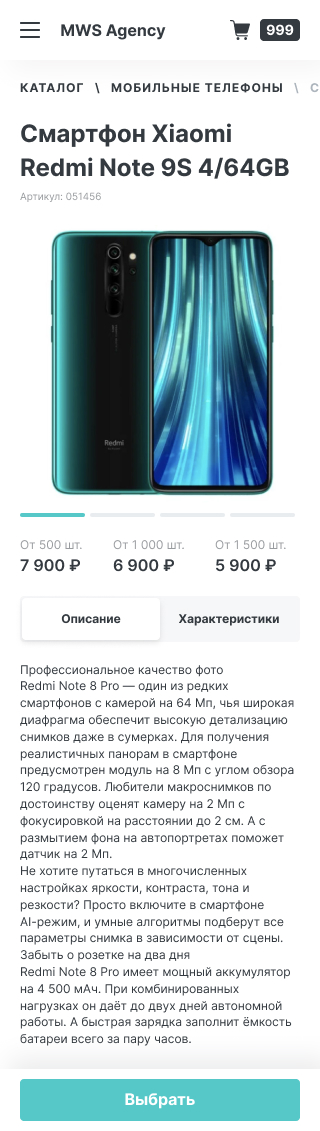 MWS Agency
999
КАТАЛОГ \ МОБИЛЬНЫЕ ТЕЛЕФОНЫ \ С
Смартфон Xiaomi
Redmi Note 9S 4/64GB
Артикул: 051456
Redmi
От 500 шт.
7 900 ₽
От 1 000 шт.
6 900 ₽
От 1 500 шт.
5 900 ₽
Описание
Характеристики
Профессиональное качество фото
Redmi Note 8 Pro — один из редких
смартфонов с камерой на 64 Мп, чья широкая
диафрагма обеспечит высокую детализацию
снимков даже в сумерках. Для получения
реалистичных панорам в смартфоне
предусмотрен модуль на 8 Мп с углом обзора
120 градусов. Любители макроснимков по
достоинству оценят камеру на 2 Мп с
фокусировкой на расстоянии до 2 см. А с
размытием фона на автопортретах поможет
датчик на 2 Мп.
Не хотите путаться в многочисленных
настройках яркости, контраста, тона и
резкости? Просто включите в смартфоне
AI-режим, и умные алгоритмы подберут все
параметры снимка в зависимости от сцены.
Забыть о розетке на два дня
Redmi Note 8 Pro имеет мощный аккумулятор
на 4 500 мАч. При комбинированных
нагрузках он даёт до двух дней автономной
работы. А быстрая зарядка заполнит ёмкость
батареи всего за пару часов.
Выбрать